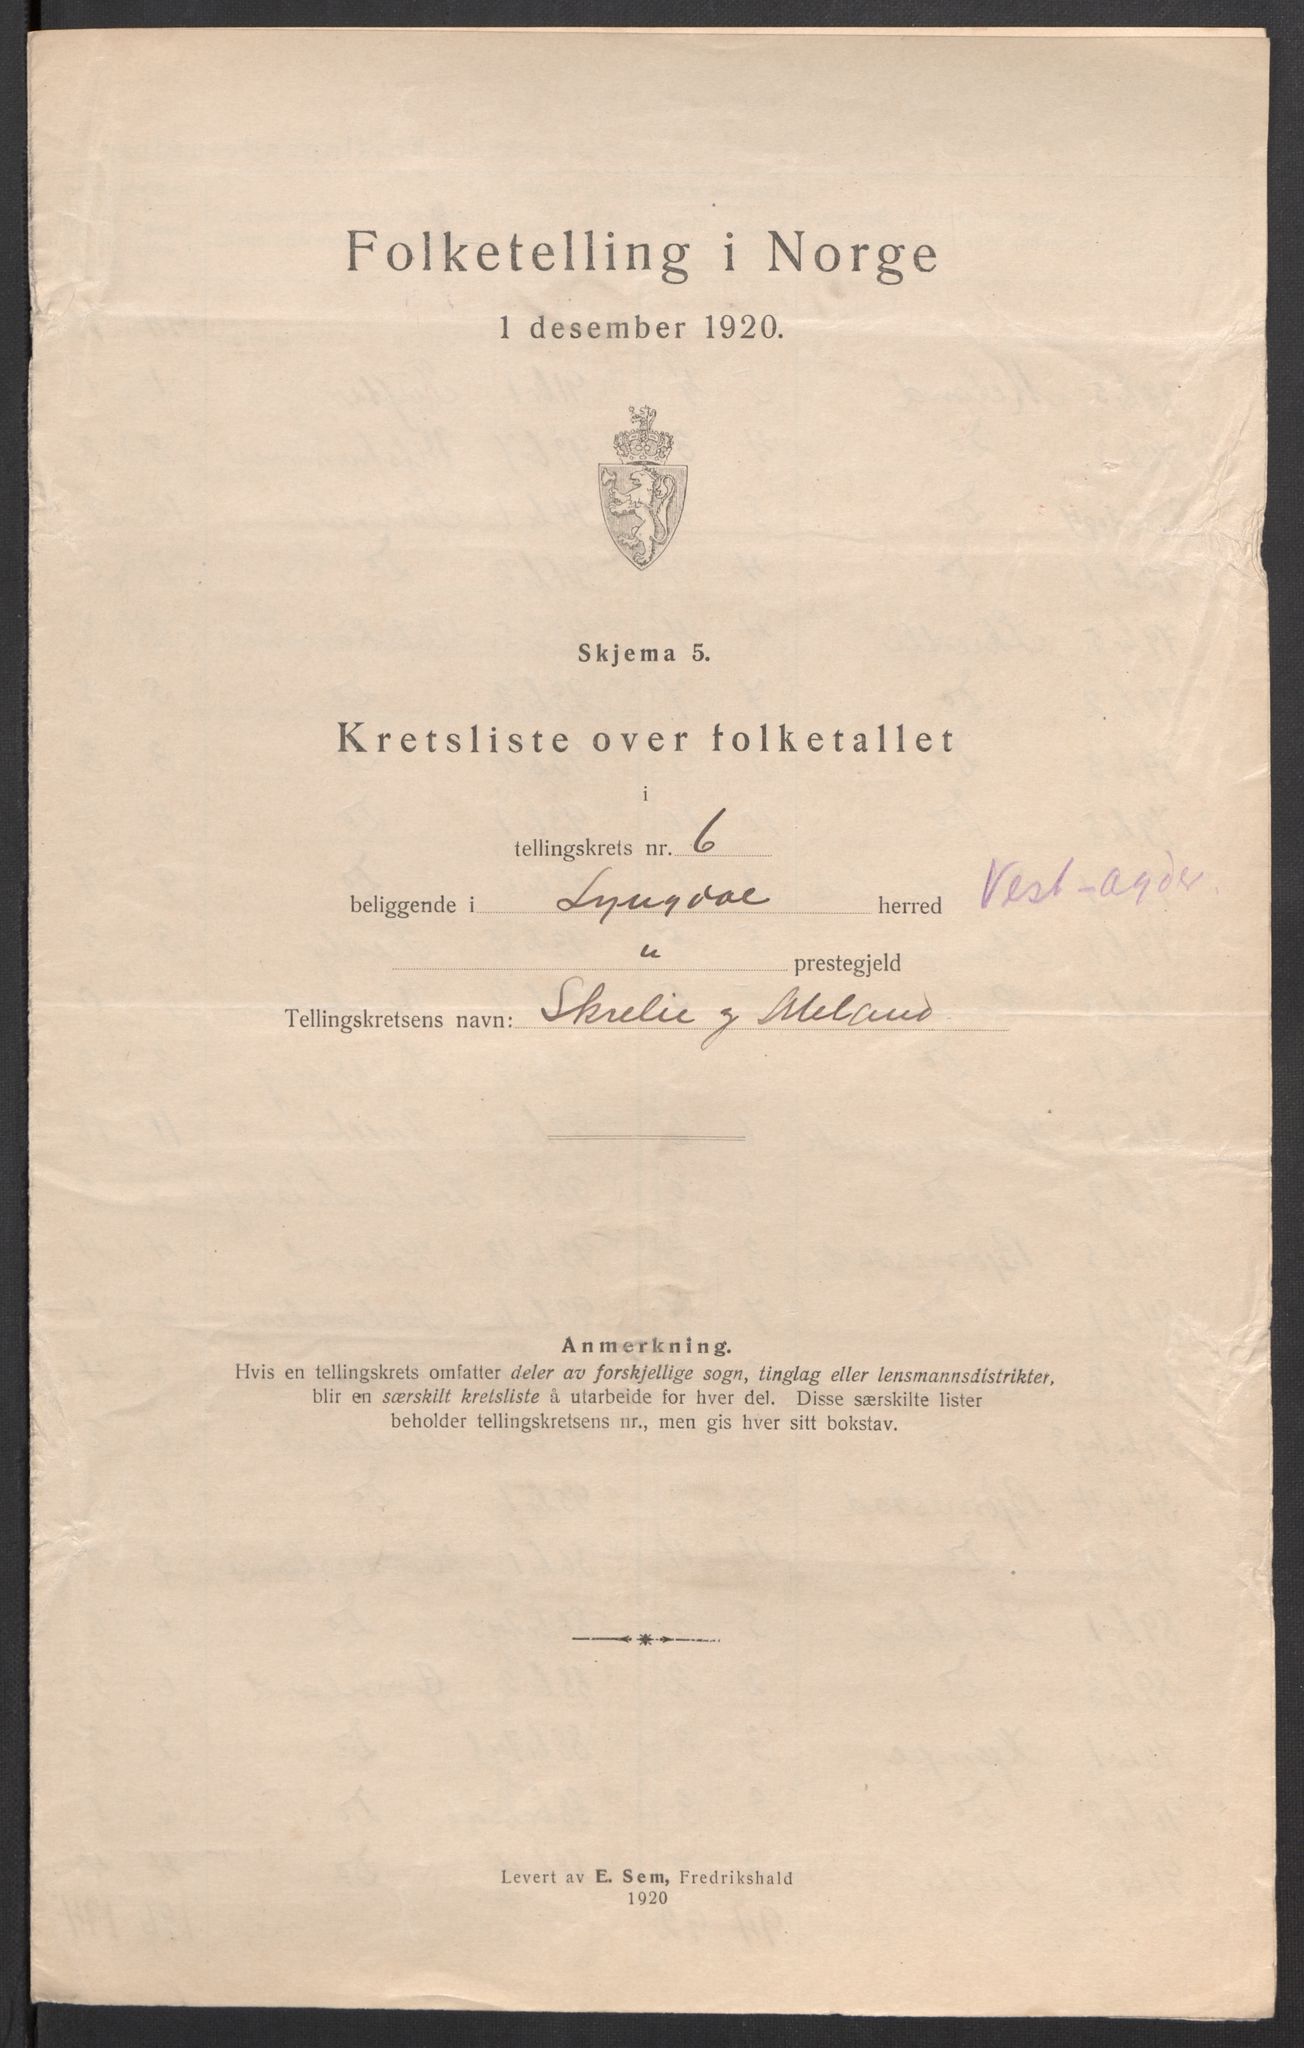 Folketelling i Norge
1 desember 1920.
Skjema 5.
Kretsliste over folketallet
i
tellingskrets nr. 6
beliggende i Lyngdal herred Vest-Agder.
" prestegjeld
Tellingskretsens navn: Skrelie og Meland
Anmerkning.
Hvis en tellingskrets omfatter deler av forskjellige sogn, tinglag eller lensmannsdistrikter,
blir en særskilt kretsliste å utarbeide for hver del. Disse særskilte lister
beholder tellingskretsens nr., men gis hver sitt bokstav.
Levert av E. Sem, Fredrikshald
1920